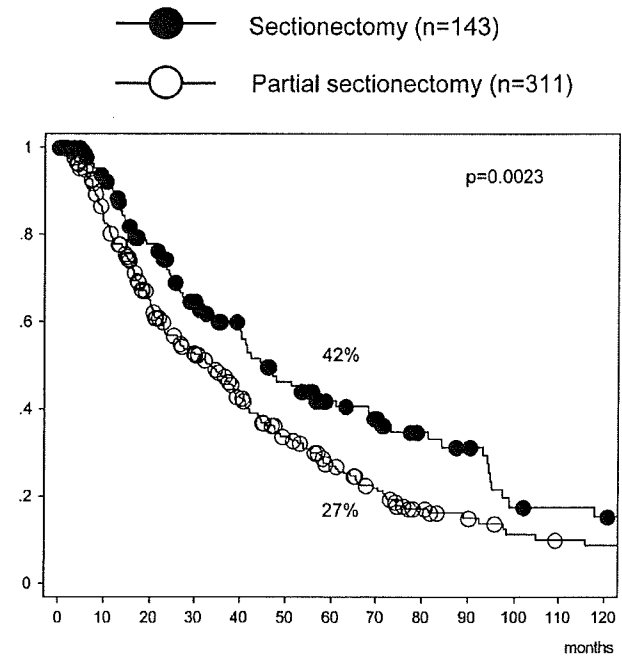 Sectionectomy (n=143)
Partial sectionectomy (n=311)
1
p=0.0023
.8
.6
42%
.4
.2
27%
0
0 10 20 30 40 50 60 70 80 90 100 110 120
months